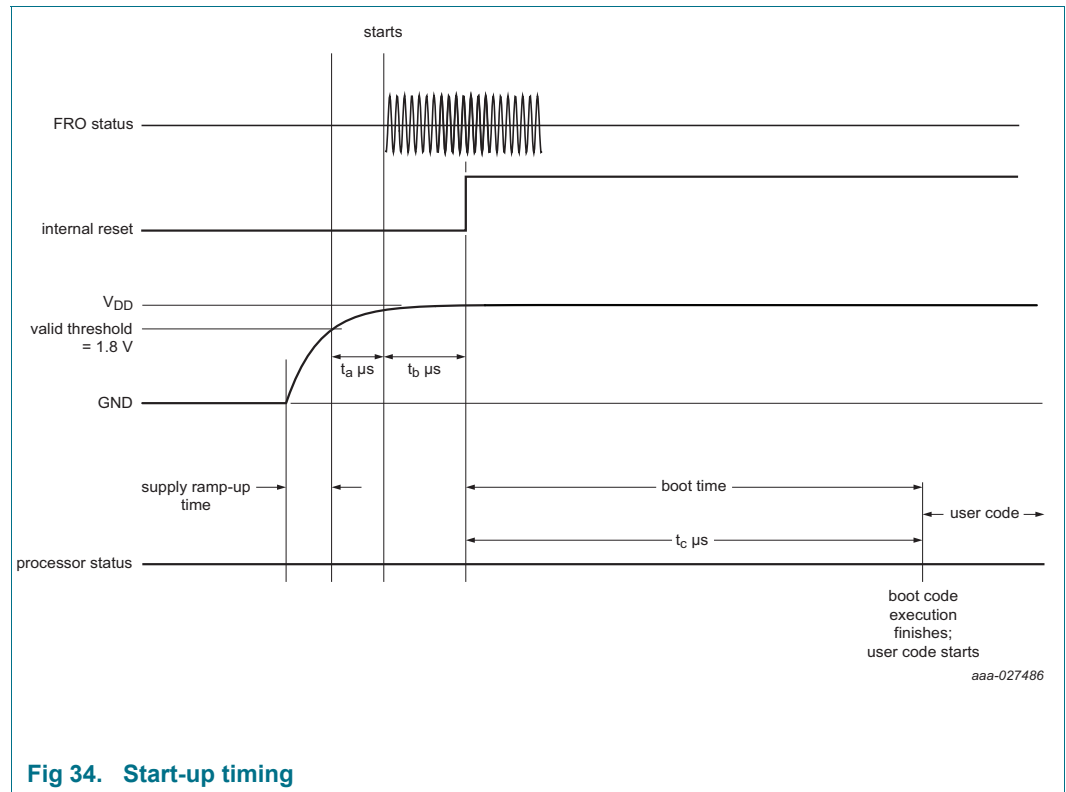 starts
FRO status
internal reset
VDD
valid threshold
= 1.8 V
ta µs
tb µs
GND
supply ramp-up
time
boot time
user code
tc µs
processor status
boot code
execution
finishes;
user code starts
aaa-027486
Fig 34. Start-up timing